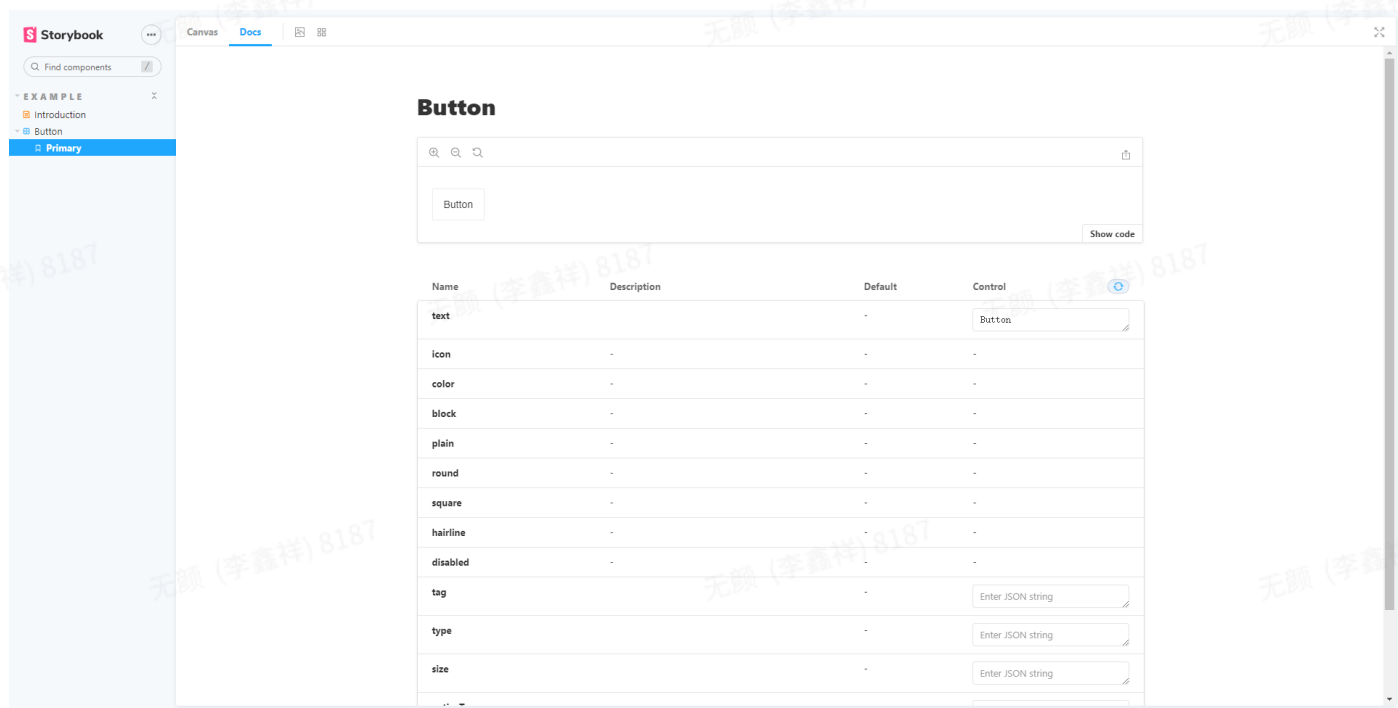 Storybook
Canvas
Docs
Find components
/
EXAMPLE
Introduction
Button
Primary
Button
Button
Show code
Name Description Default Control
text - Button
icon - - -
color - - -
block - - -
plain - - -
round - - -
square - - -
hairline - - -
disabled - - -
tag - Enter JSON string
type - Enter JSON string
size - Enter JSON string
无颜 (李鑫祥) 8187